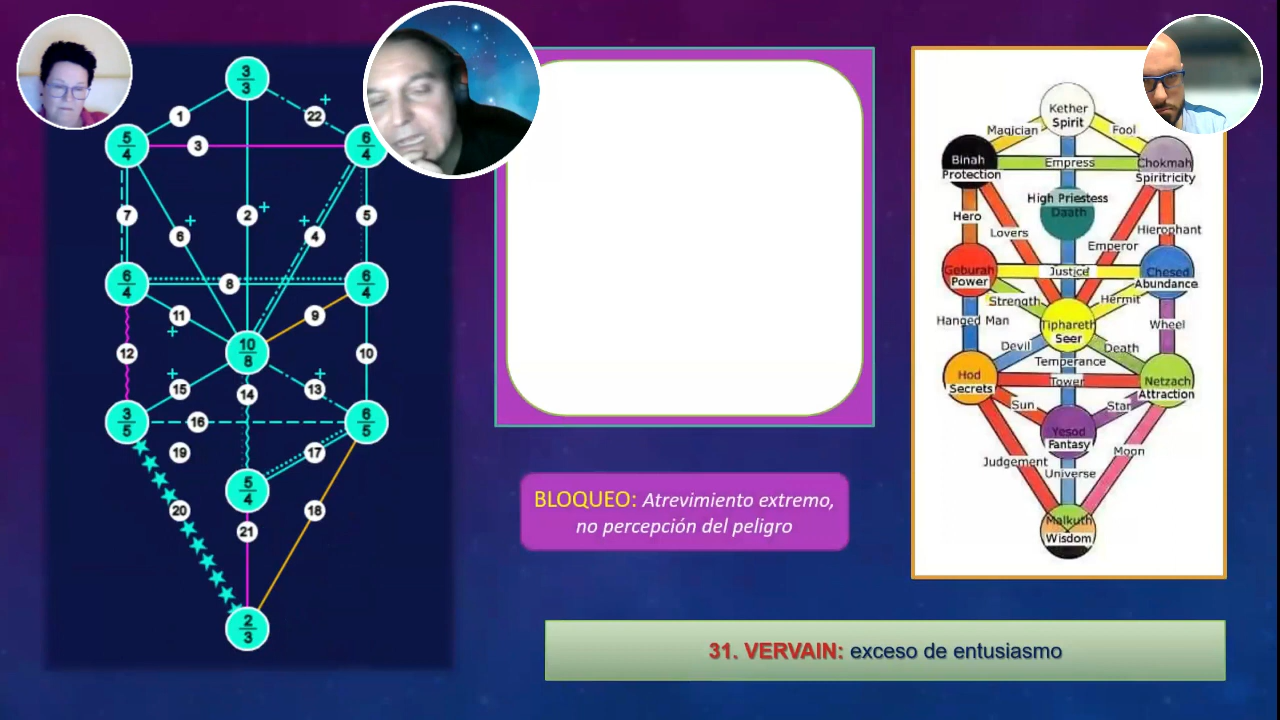 3
3
1
22
+
5
4
3
6
4
7
6
+
2
+
+
4
5
6
4
8
6
4
11
+
9
12
10
8
10
+
15
14
+
13
3
5
16
6
5
19
17
5
4
20
18
21
2
3
BLOQUEO: Atrevimiento extremo,
no percepción del peligro
31. VERVAIN: exceso de entusiasmo
Kether
Spirit
Magician
Fool
Binah
Protection
Empress
Chokmah
Spiritricity
High Priestess
Daath
Hero
Lovers
Emperor
Hierophant
Geburah
Power
Justice
Chesed
Abundance
Strength
Hermit
Hanged Man
Tiphareth
Seer
Wheel
Devil
Death
Temperance
Hod
Secrets
Tower
Netzach
Attraction
Sun
Star
Yesod
Fantasy
Judgement
Moon
Universe
Malkuth
Wisdom